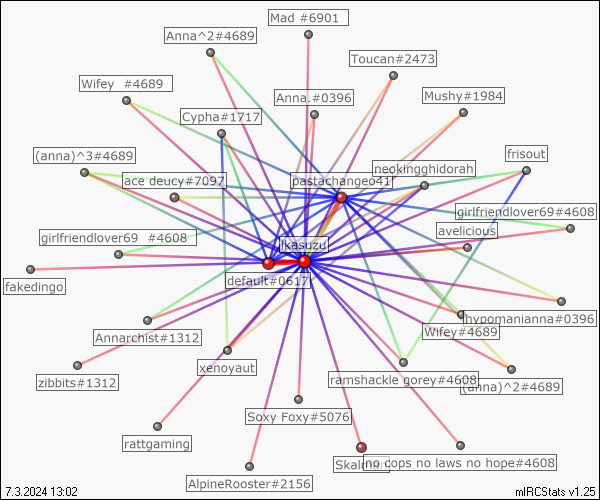 Mad #6901
Anna^2#4689
Toucan#2473
Wifey #4689
Anna.#0396
Mushy#1984
Cypha#1717
(anna)^3#4689
frisout
neokingghidorah
ace deucy#7097
pastachangeo41
girlfriendlover69#4608
avelicious
girlfriendlover69 #4608
ikasuzu
default#0617
fakedingo
hypomanianna#0396
Wifey#4689
Annarchist#1312
xenoyaut
zibbits#1312
ramshackle gorey#4608
(anna)^2#4689
Soxy Foxy#5076
rattgaming
no cops no laws no hope#4608
AlpineRooster#2156
7.3.2024 13:02
mIRCStats v1.25